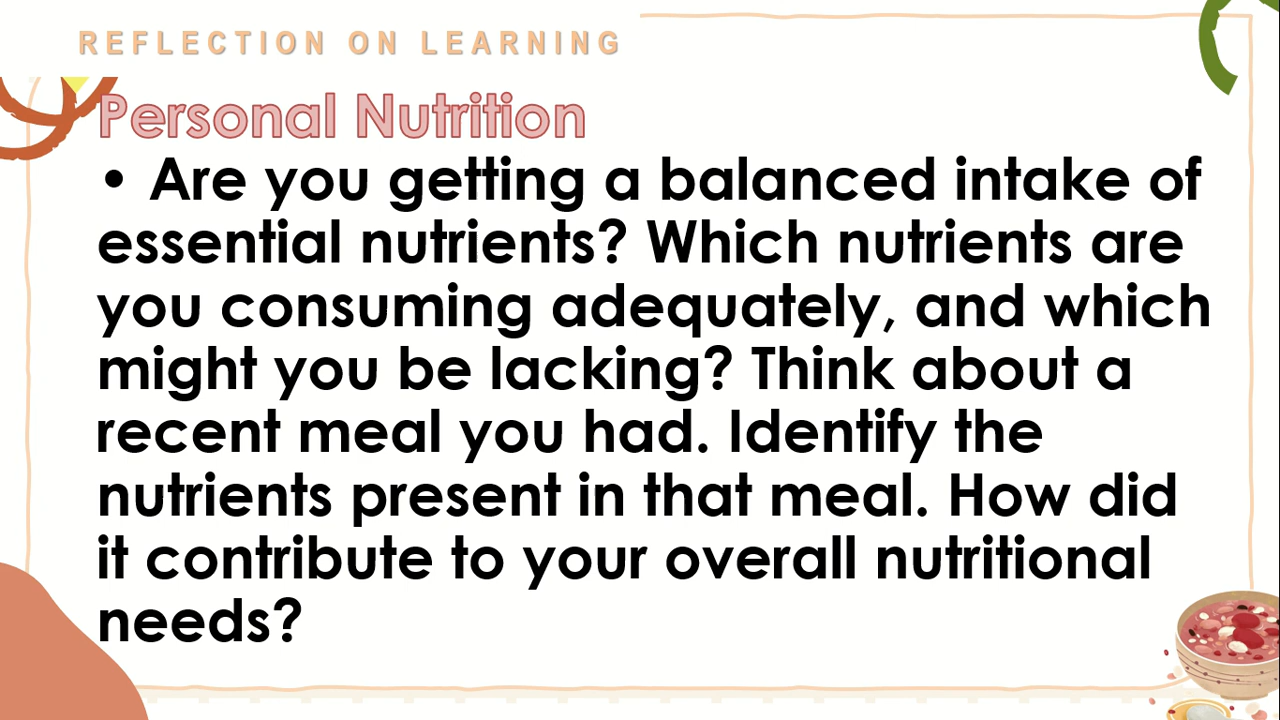 REFLECTION ON LEARNING
Personal Nutrition
• Are you getting a balanced intake of
essential nutrients? Which nutrients are
you consuming adequately, and which
might you be lacking? Think about a
recent meal you had. Identify the
nutrients present in that meal. How did
it contribute to your overall nutritional
needs?